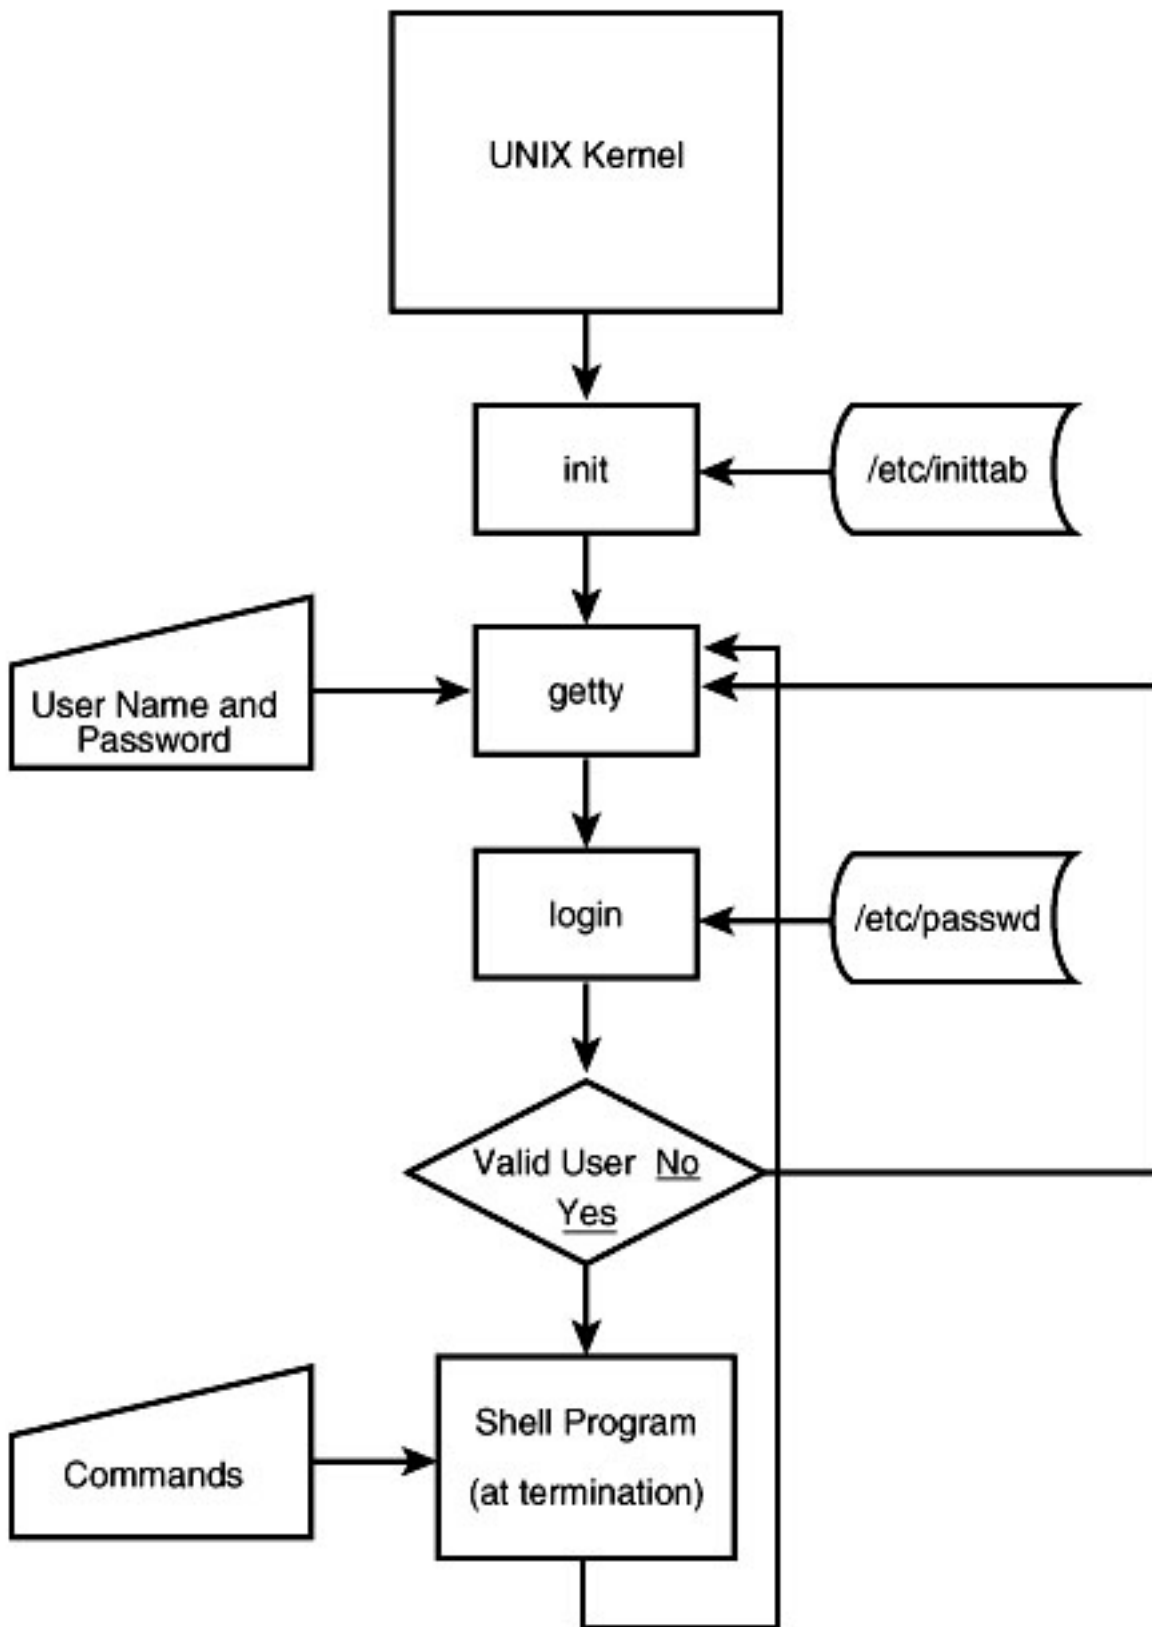 UNIX Kernel
init
/etc/inittab
User Name and
Password
getty
login
/etc/passwd
Valid User No
Yes
Commands
Shell Program
(at termination)